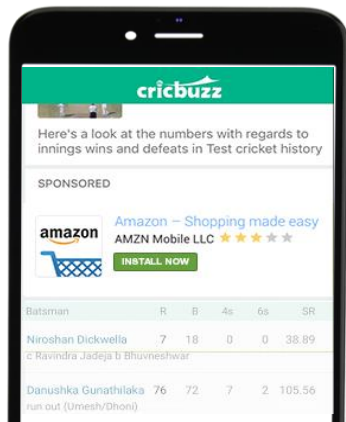 cricbuzz
Here's a look at the numbers with regards to
innings wins and defeats in Test cricket history
SPONSORED
amazon
Amazon – Shopping made easy
AMZN Mobile LLC
INSTALL NOW
Batsman R B 4s 6s SR
Niroshan Dickwella 7 18 0 0 38.89
c Ravindra Jadeja b Bhuvneshwar
Danushka Gunathilaka 76 72 7 2 105.56
run out (Umesh/Dhoni)